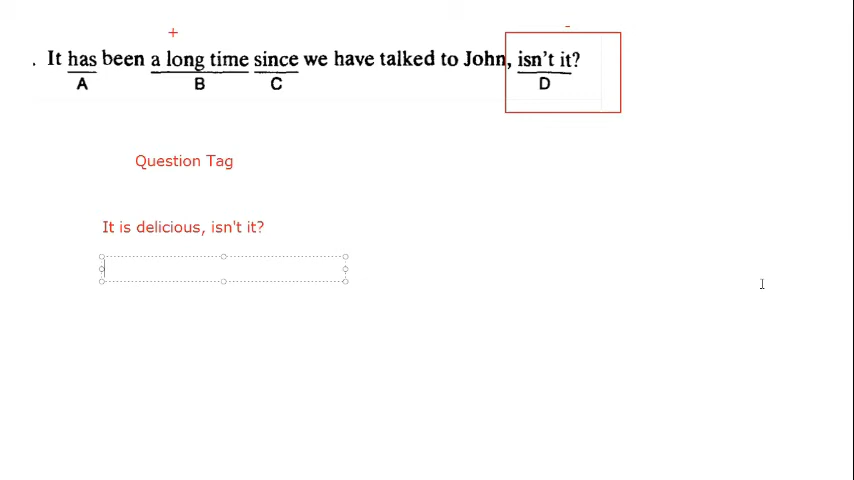 + -
. It has been a long time since we have talked to John, isn't it?
A B C D
Question Tag
It is delicious, isn't it?